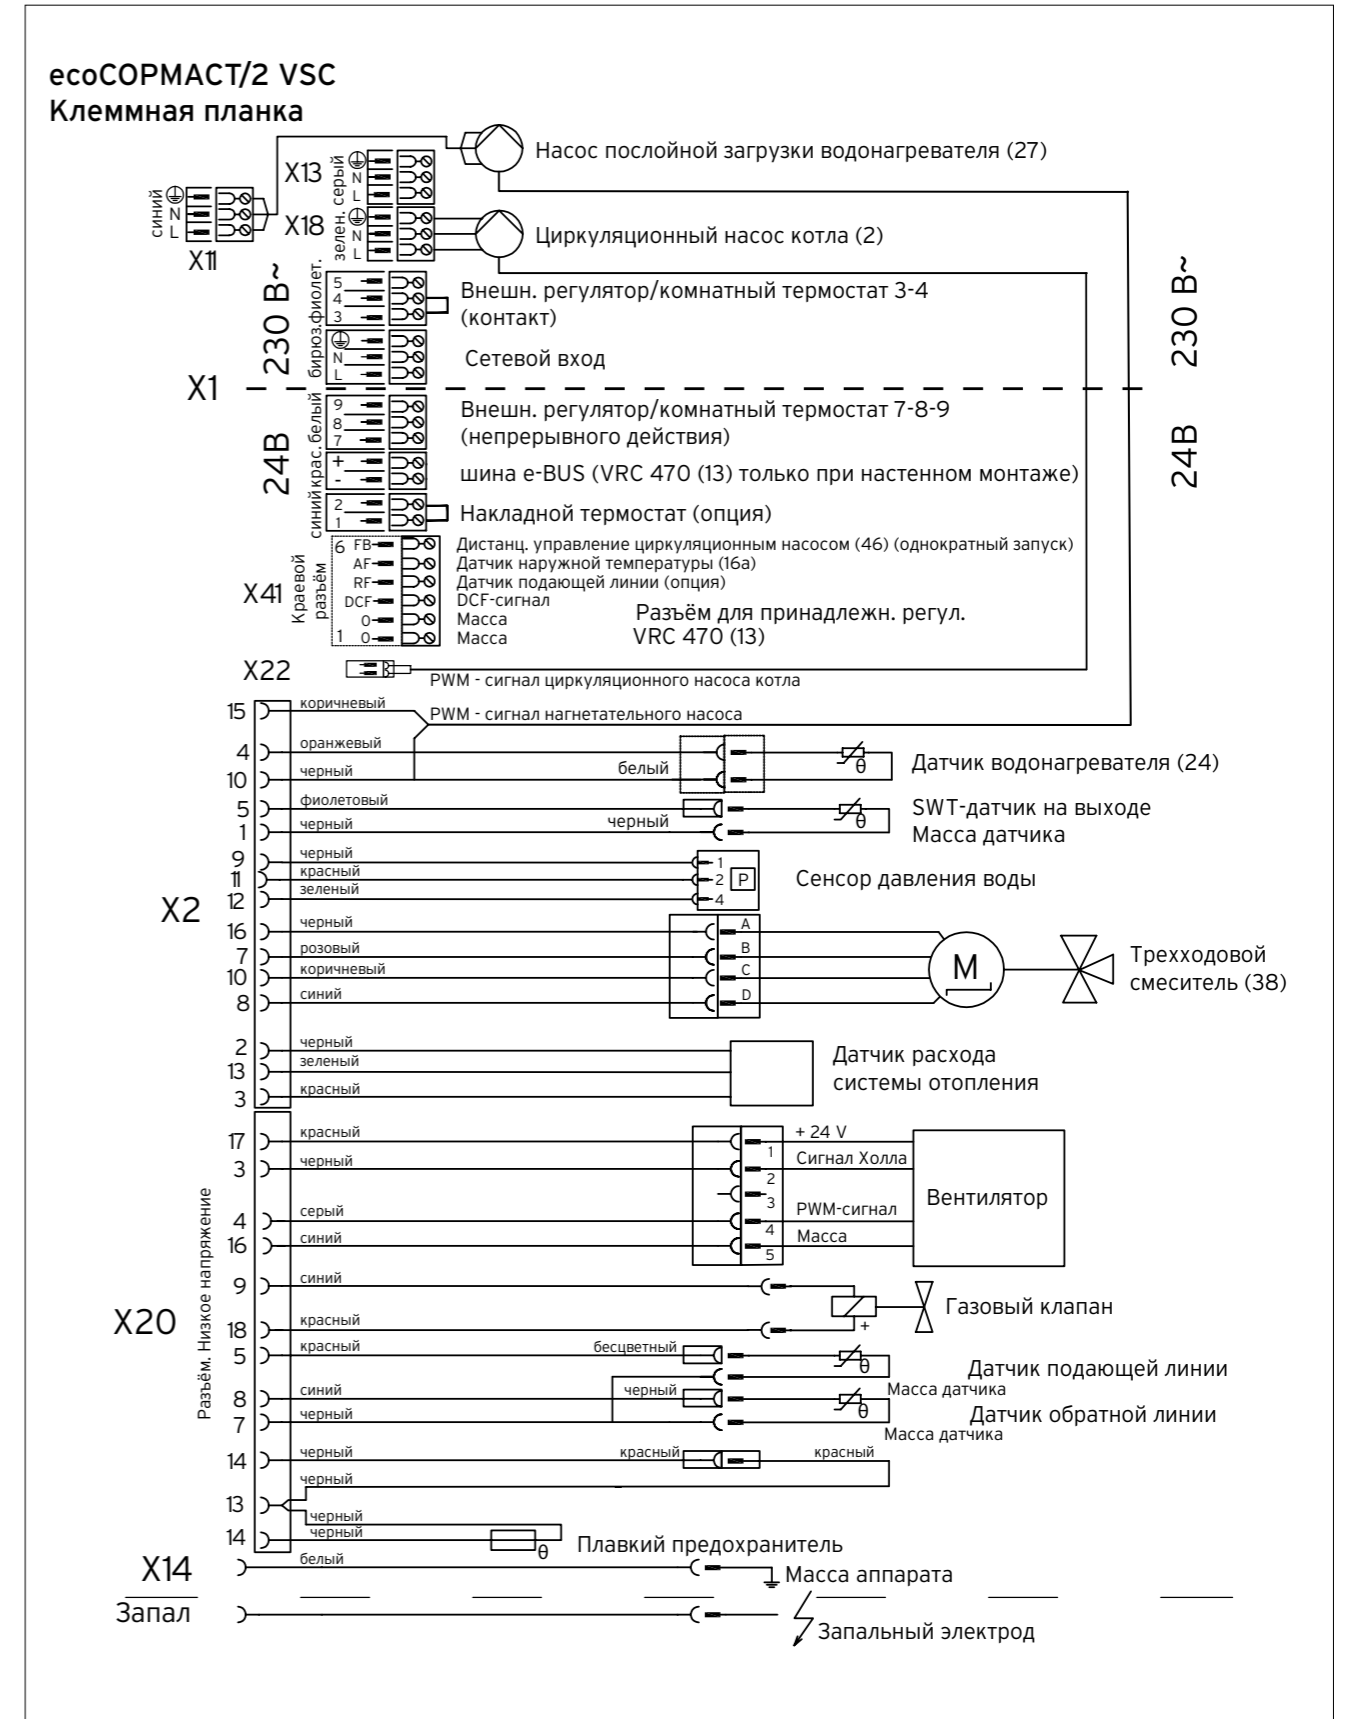 ecoCOPMACT/2 VSC
Клеммная планка
Насос послойной загрузки водонагревателя (27)
X13
серый
N
L
синий
N
L
X11
X18
зелен.
N
L
Циркуляционный насос котла (2)
230 В~
фиолет.
5
4
3
Внешн. регулятор/комнатный термостат 3-4
(контакт)
230 В~
бирюз.
N
L
Сетевой вход
X1
24В
белый
9
8
7
Внешн. регулятор/комнатный термостат 7-8-9
(непрерывного действия)
24В
крас.
+
-
шина e-BUS (VRC 470 (13) только при настенном монтаже)
синий
2
1
Накладной термостат (опция)
X41
Краевой
разъём
6 FB
Дистанц. управление циркуляционным насосом (46) (однократный запуск)
AF
Датчик наружной температуры (16a)
RF
Датчик подающей линии (опция)
DCF
DCF-сигнал
0
Масса
1 0
Масса
Разъём для принадлежн. регул.
VRC 470 (13)
X22
PWM - сигнал циркуляционного насоса котла
X2
15 коричневый
PWM - сигнал нагнетательного насоса
4 оранжевый
10 черный белый
θ
Датчик водонагревателя (24)
5 фиолетовый
1 черный черный
θ
SWT-датчик на выходе
Масса датчика
9 черный 1
11 красный 2 P
12 зеленый 4
Сенсор давления воды
16 черный A
7 розовый B
10 коричневый C
8 синий D
M
Трехходовой
смеситель (38)
2 черный
13 зеленый
3 красный
Датчик расхода
системы отопления
X20
Разъём. Низкое напряжение
17 красный 1 + 24 V
3 черный 2 Сигнал Холла
3
4 серый 4 PWM-сигнал
16 синий 5 Масса
Вентилятор
9 синий
18 красный +
Газовый клапан
5 красный бесцветный θ
Датчик подающей линии
Масса датчика
8 синий черный θ
7 черный
Датчик обратной линии
Масса датчика
14 черный красный красный
черный
13
черный
14 черный θ
Плавкий предохранитель
X14 белый
Масса аппарата
Запал
Запальный электрод